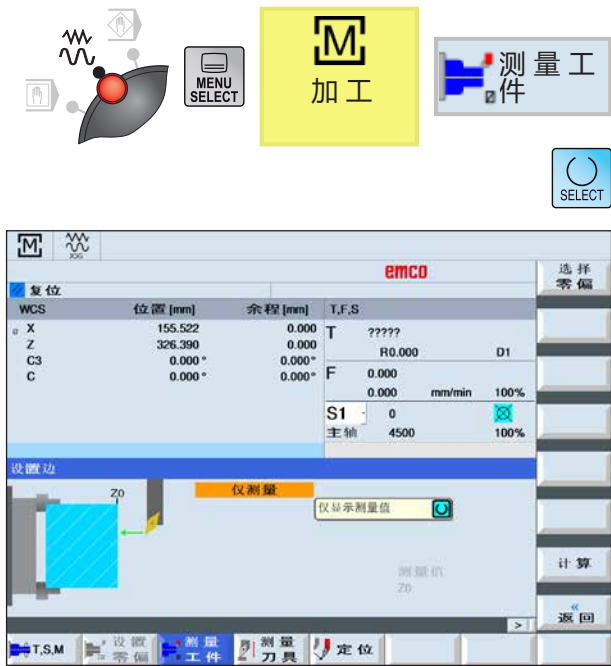 MENU
SELECT
M
加工
测量工
件
SELECT
M
JOG
emco
选择
零偏
复位
WCS 位置 [mm] 余程 [mm] T,F,S
X 155.522 0.000
Z 326.390 0.000
C3 0.000° 0.000°
C 0.000° 0.000°
T ?????
R0.000 D1
F 0.000
0.000 mm/min 100%
S1 0
主轴 4500 100%
设置边
Z0
仅测量
仅显示测量值
测量值
Z0
计算
«
返回
>
T,S,M
设置
零偏
测量
工件
测量
刀具
定位